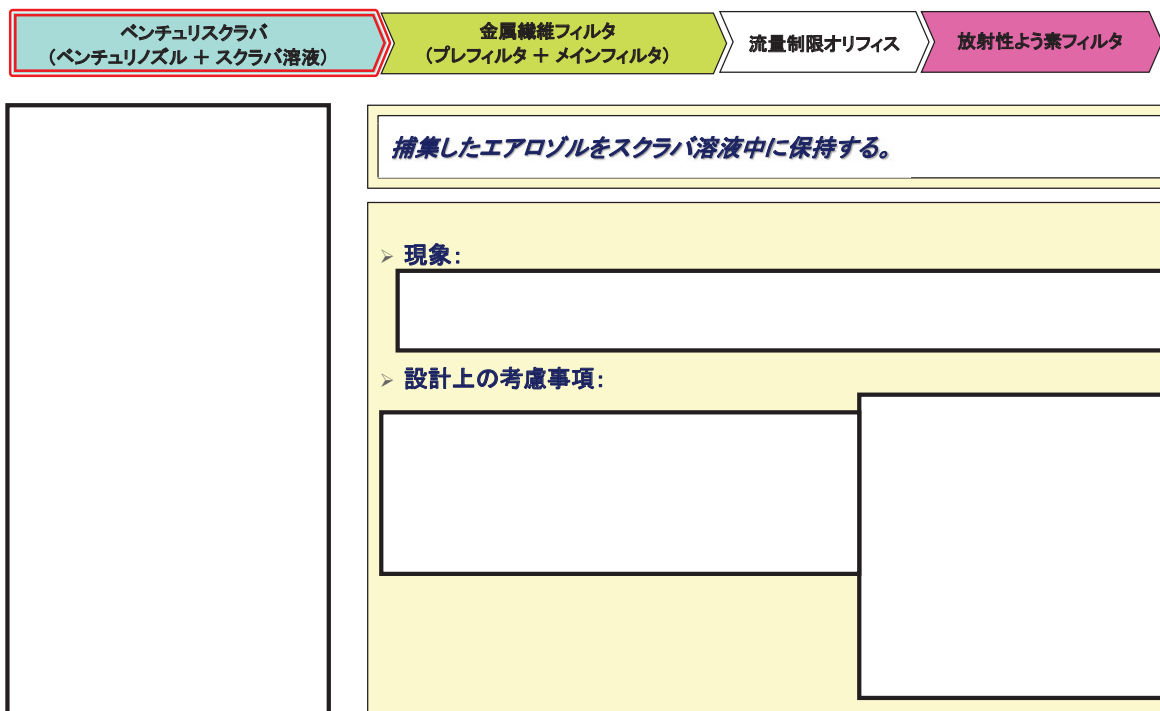 ベンチュリスクラバ
（ベンチュリノズル ＋ スクラバ溶液）
金属繊維フィルタ
（プレフィルタ ＋ メインフィルタ）
流量制限オリフィス
放射性よう素フィルタ
捕集したエアロゾルをスクラバ溶液中に保持する。
➢ 現象：
➢ 設計上の考慮事項：